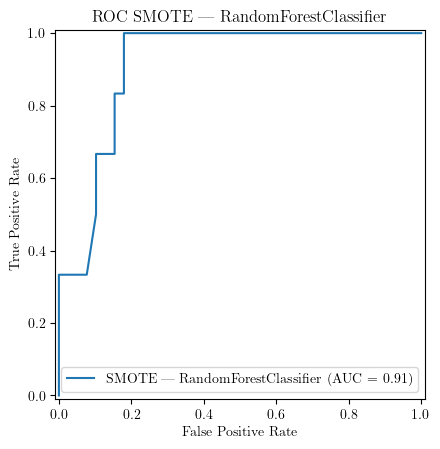 ROC SMOTE — RandomForestClassifier
1.0
0.8
0.6
0.4
0.2
0.0
True Positive Rate
SMOTE — RandomForestClassifier (AUC = 0.91)
0.0 0.2 0.4 0.6 0.8 1.0
False Positive Rate